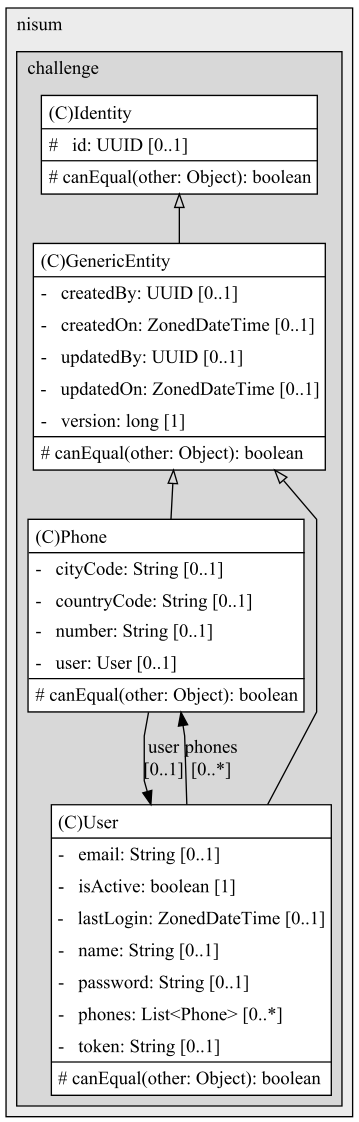 nisum
challenge
(C)Identity
# id: UUID [0..1]
# canEqual(other: Object): boolean
(C)GenericEntity
- createdBy: UUID [0..1]
- createdOn: ZonedDateTime [0..1]
- updatedBy: UUID [0..1]
- updatedOn: ZonedDateTime [0..1]
- version: long [1]
# canEqual(other: Object): boolean
(C)Phone
- cityCode: String [0..1]
- countryCode: String [0..1]
- number: String [0..1]
- user: User [0..1]
# canEqual(other: Object): boolean
user phones
[0..1] [0..*]
(C)User
- email: String [0..1]
- isActive: boolean [1]
- lastLogin: ZonedDateTime [0..1]
- name: String [0..1]
- password: String [0..1]
- phones: List<Phone> [0..*]
- token: String [0..1]
# canEqual(other: Object): boolean